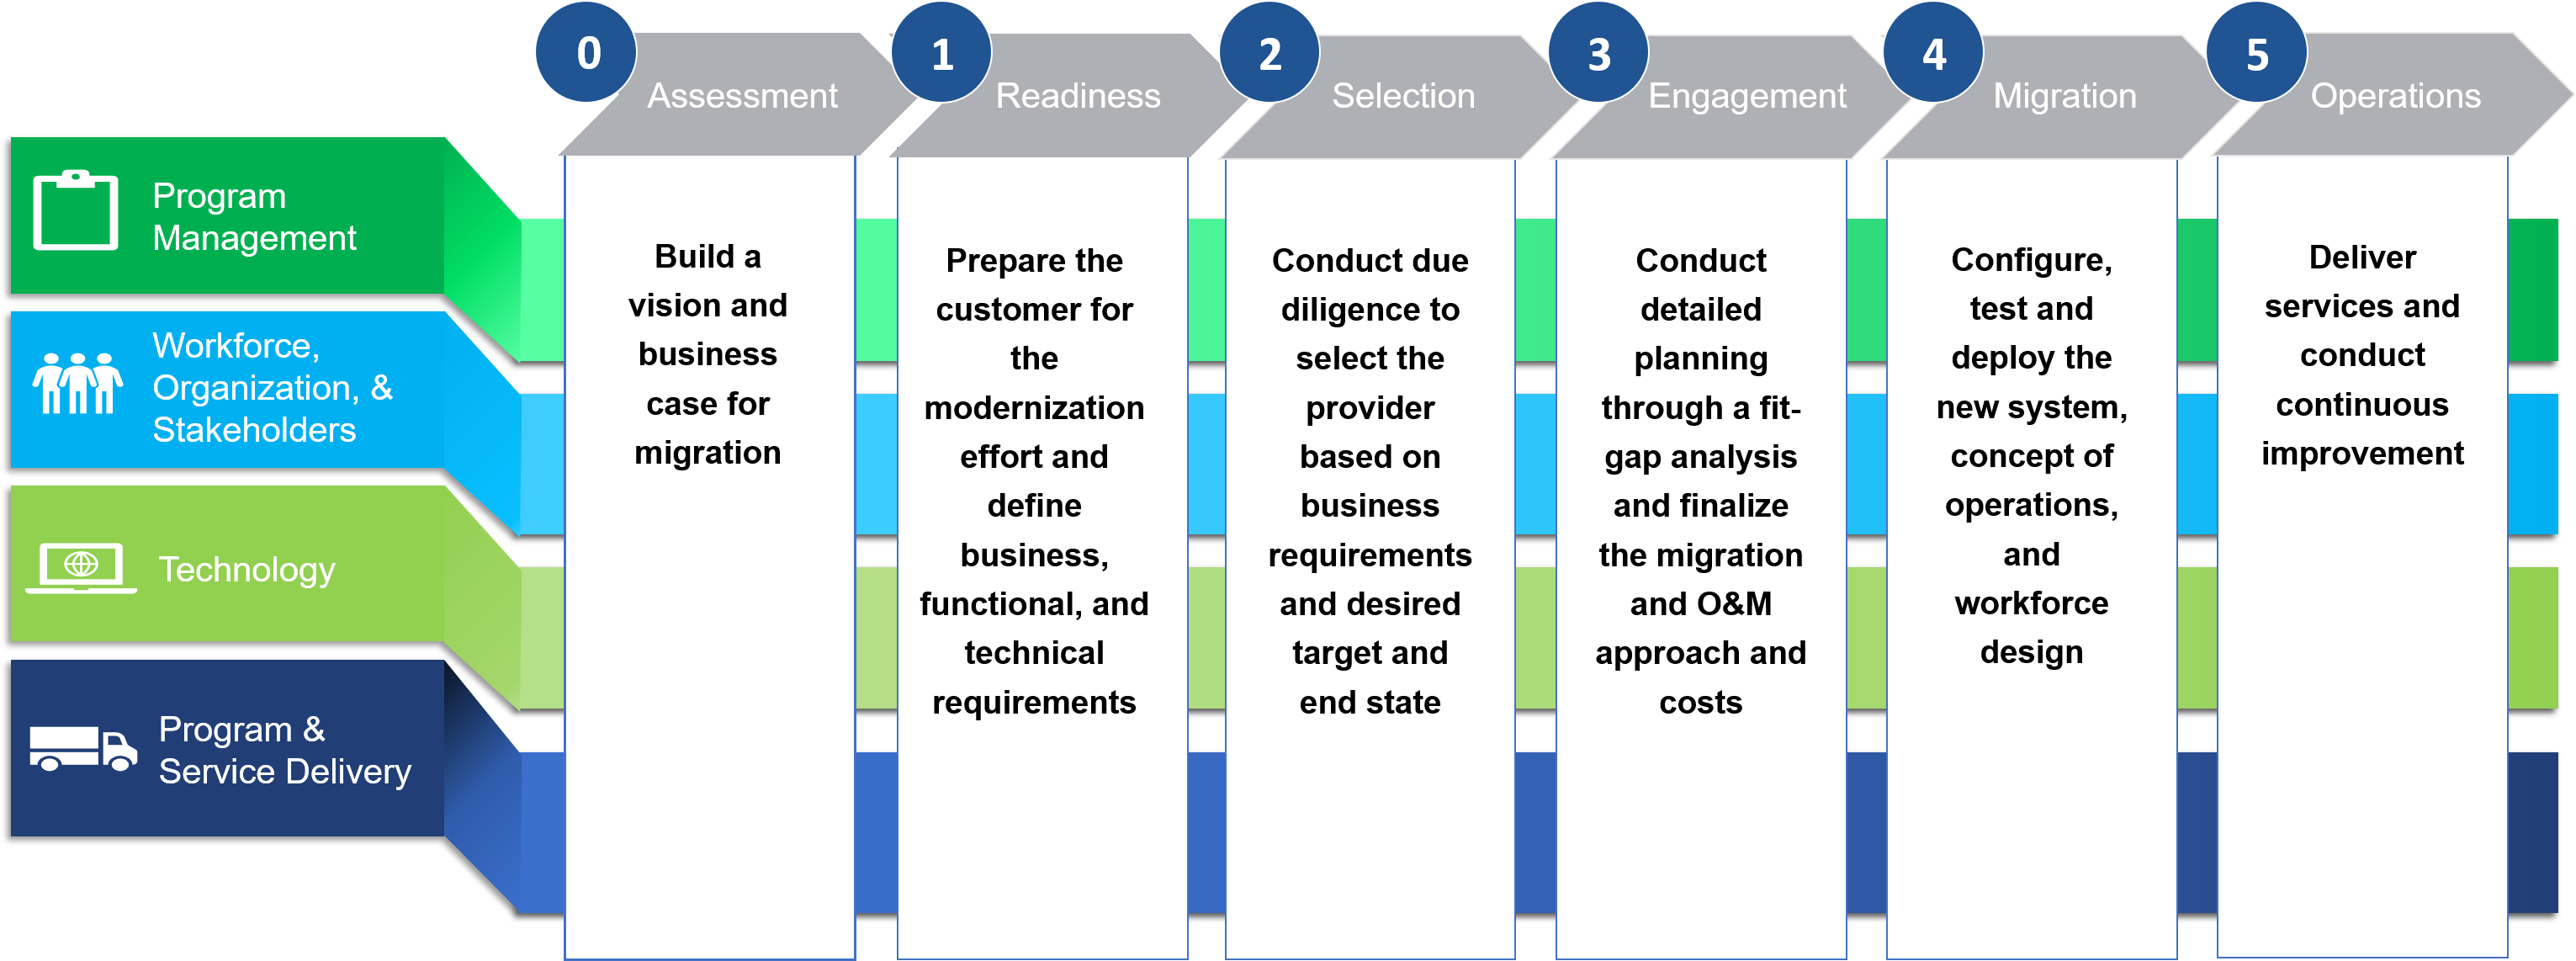 0
Assessment
1
Readiness
2
Selection
3
Engagement
4
Migration
5
Operations
Program
Management
Workforce,
Organization, &
Stakeholders
Technology
Program &
Service Delivery
Build a
vision and
business
case for
migration
Prepare the
customer for
the
modernization
effort and
define
business,
functional, and
technical
requirements
Conduct due
diligence to
select the
provider
based on
business
requirements
and desired
target and
end state
Conduct
detailed
planning
through a fit-
gap analysis
and finalize
the migration
and O&M
approach and
costs
Configure,
test and
deploy the
new system,
concept of
operations,
and
workforce
design
Deliver
services and
conduct
continuous
improvement